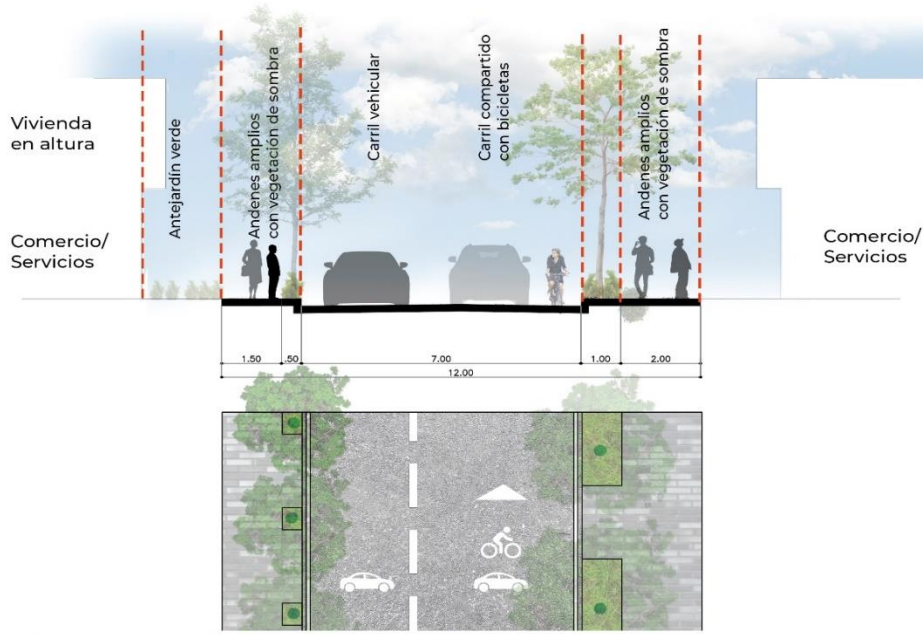 Vivienda
en altura
Comercio/
Servicios
Antejardín verde
Andenes amplios
con vegetación de sombra
Carril vehicular
Carril compartido
con bicicletas
Andenes amplios
con vegetación de sombra
Comercio/
Servicios
1.50 .50 7.00 1.00 2.00
12.00